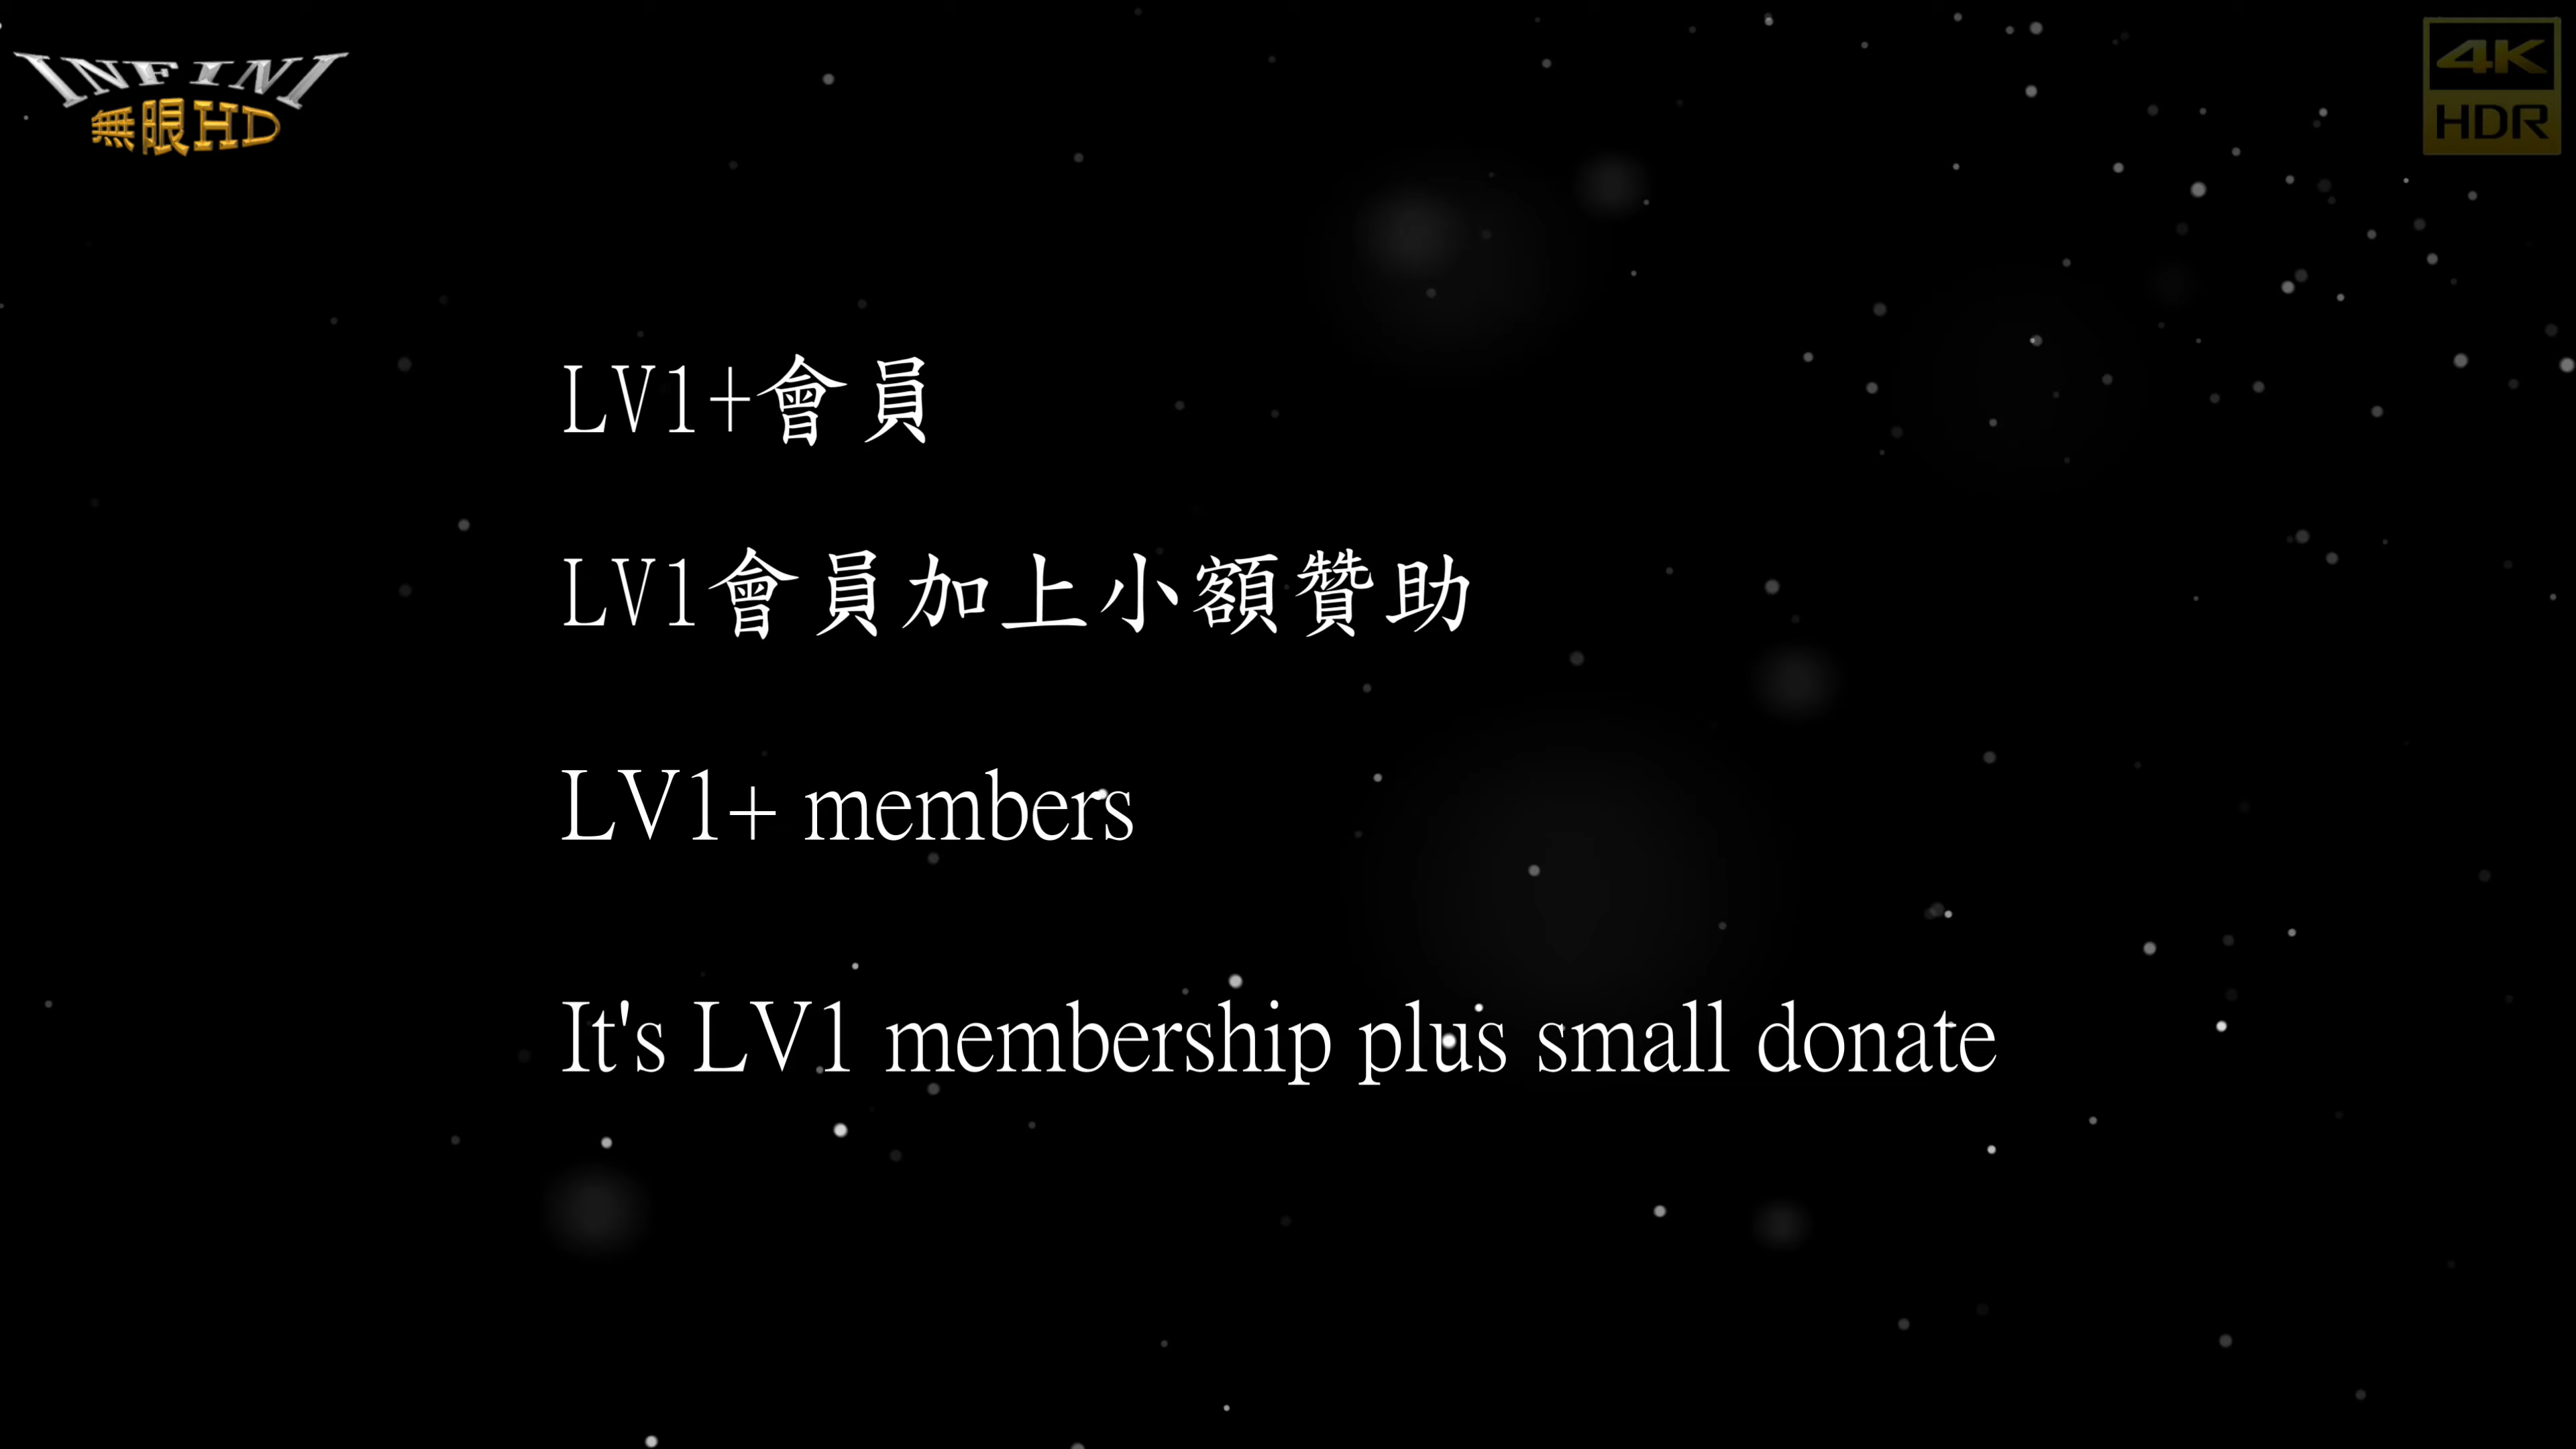 INFINI
無限HD
4K
HDR
LV1+會員
LV1會員加上小額贊助
LV1+ members
It's LV1 membership plus small donate